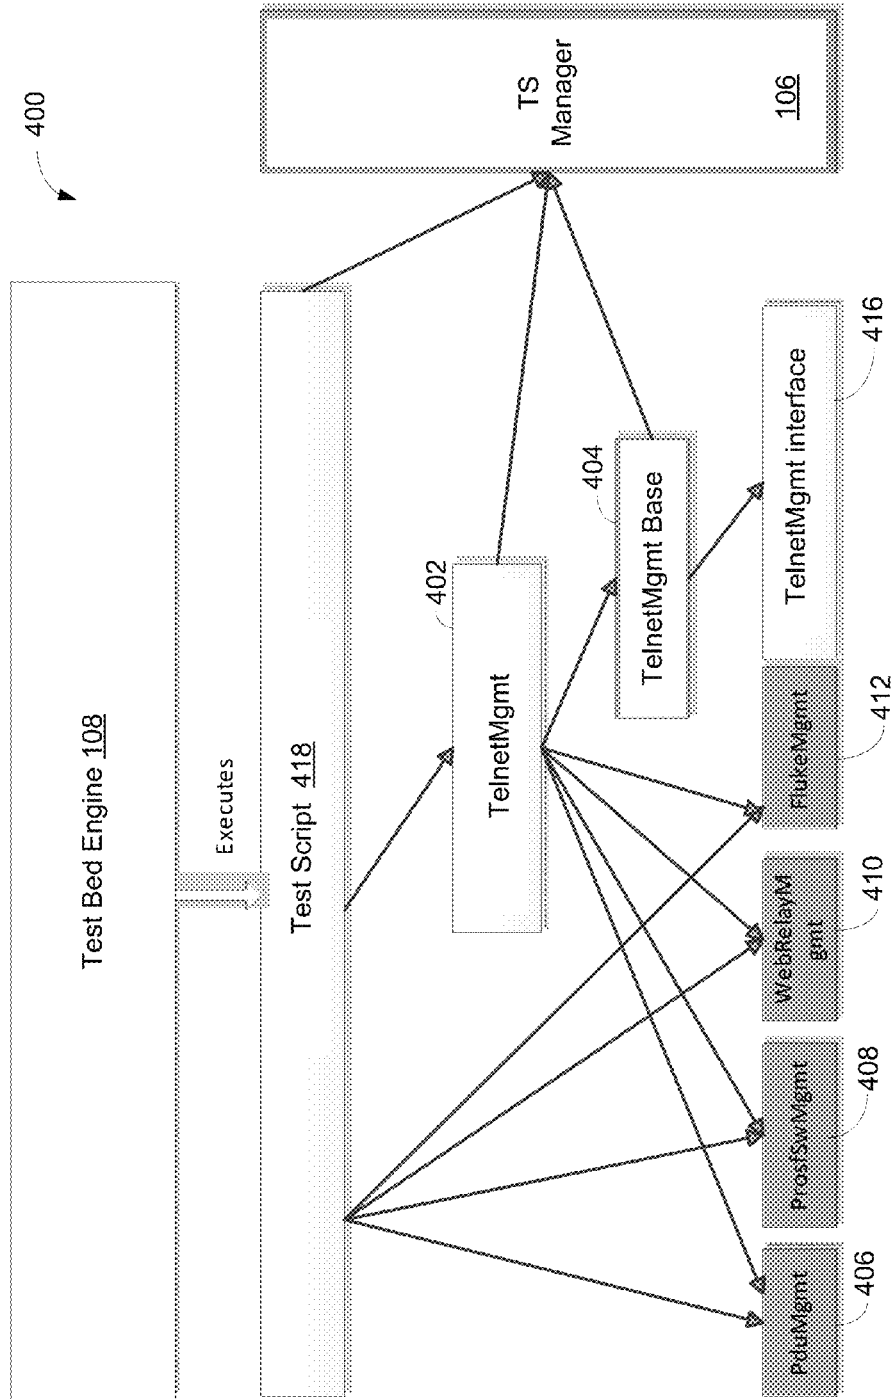 400
Test Bed Engine 108
Executes
Test Script 418
TS
Manager
106
402
TelnetMgmt
404
TelnetMgmt Base
PduMgmt
ProsfSwMgmt
WebRelayM
gmt
FlukeMgmt
TelnetMgmt interface
406
408
410
412
416